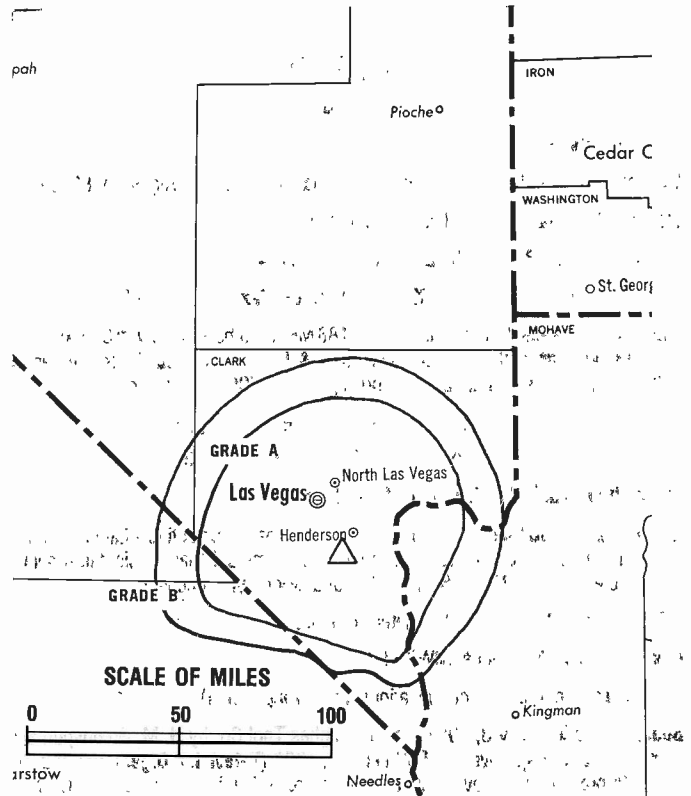 pah
IRON
Pioche
Cedar C
WASHINGTON
St. Georg
MOHAVE
CLARK
GRADE A
North Las Vegas
Las Vegas
Henderson
GRADE B
SCALE OF MILES
0 50 100
Kingman
arstow
Needles